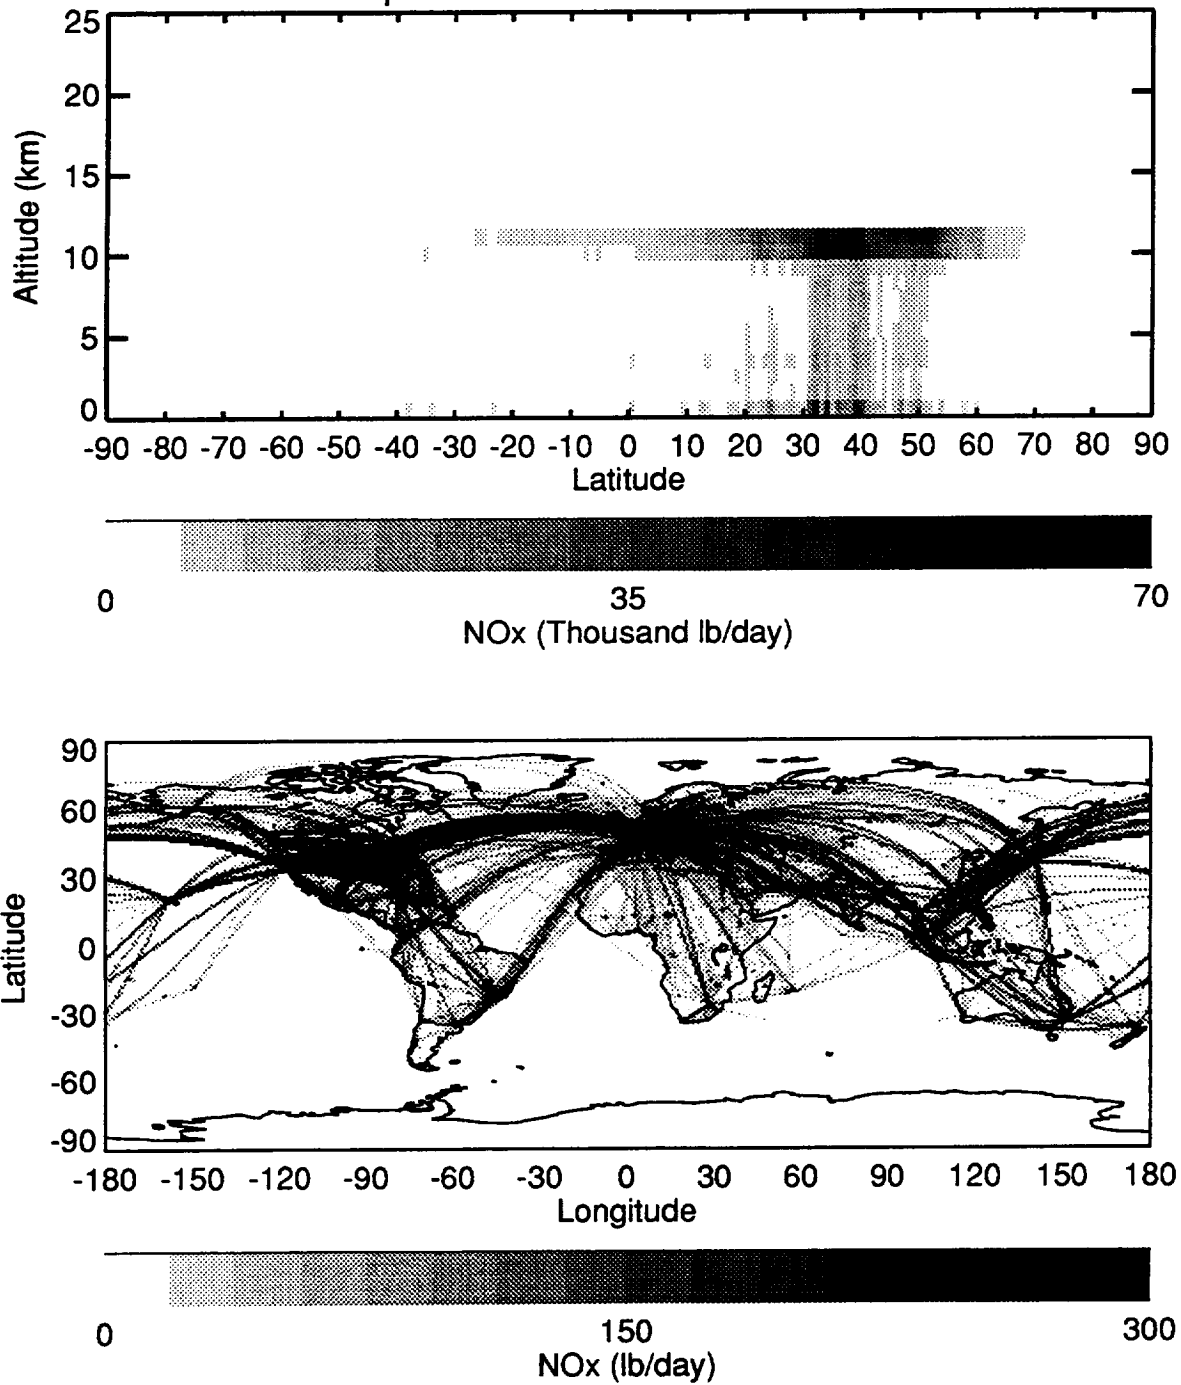 25
20
15
10
5
0
Altitude (km)
-90 -80 -70 -60 -50 -40 -30 -20 -10 0 10 20 30 40 50 60 70 80 90
Latitude
0 35 70
NOx (Thousand lb/day)
90
60
30
0
-30
-60
-90
Latitude
-180 -150 -120 -90 -60 -30 0 30 60 90 120 150 180
Longitude
0 150 300
NOx (lb/day)